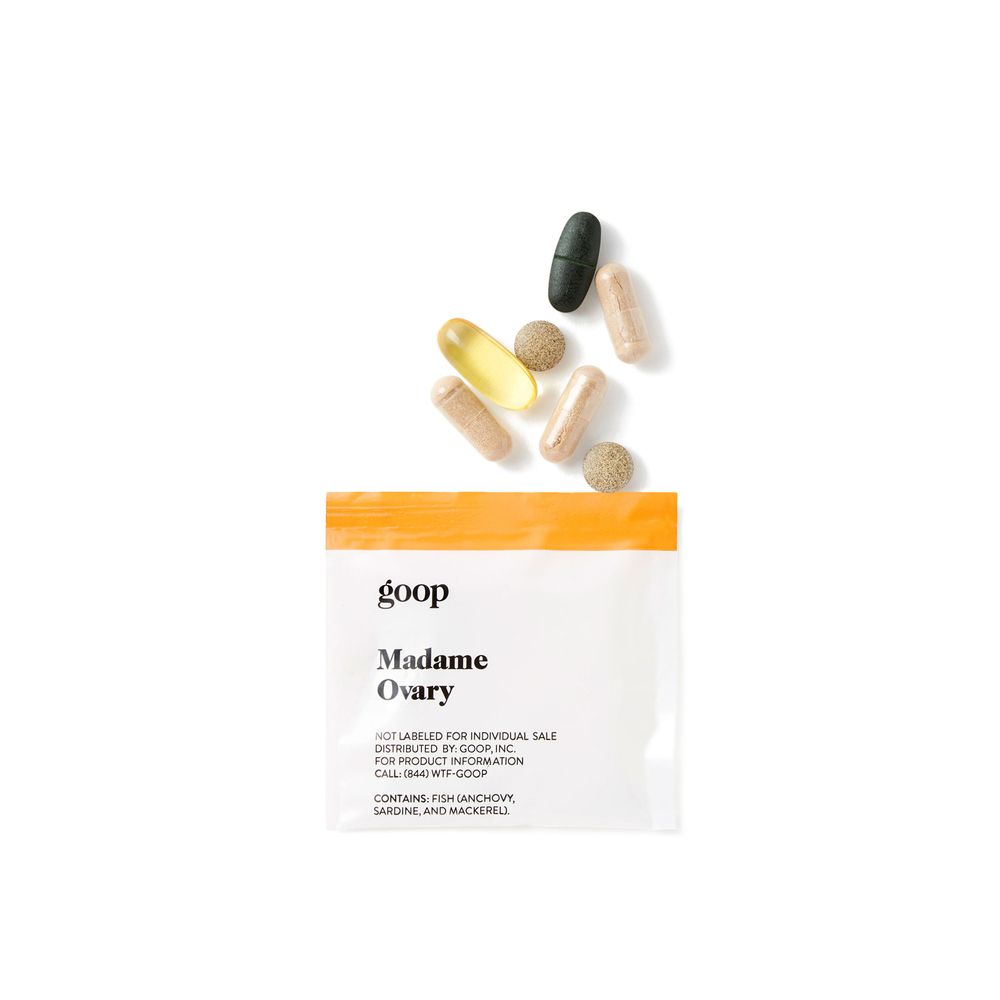 goop
Madame
Ovary
NOT LABELED FOR INDIVIDUAL SALE
DISTRIBUTED BY: GOOP, INC.
FOR PRODUCT INFORMATION
CALL: (844) WTF-GOOP
CONTAINS: FISH (ANCHOVY,
SARDINE, AND MACKEREL).